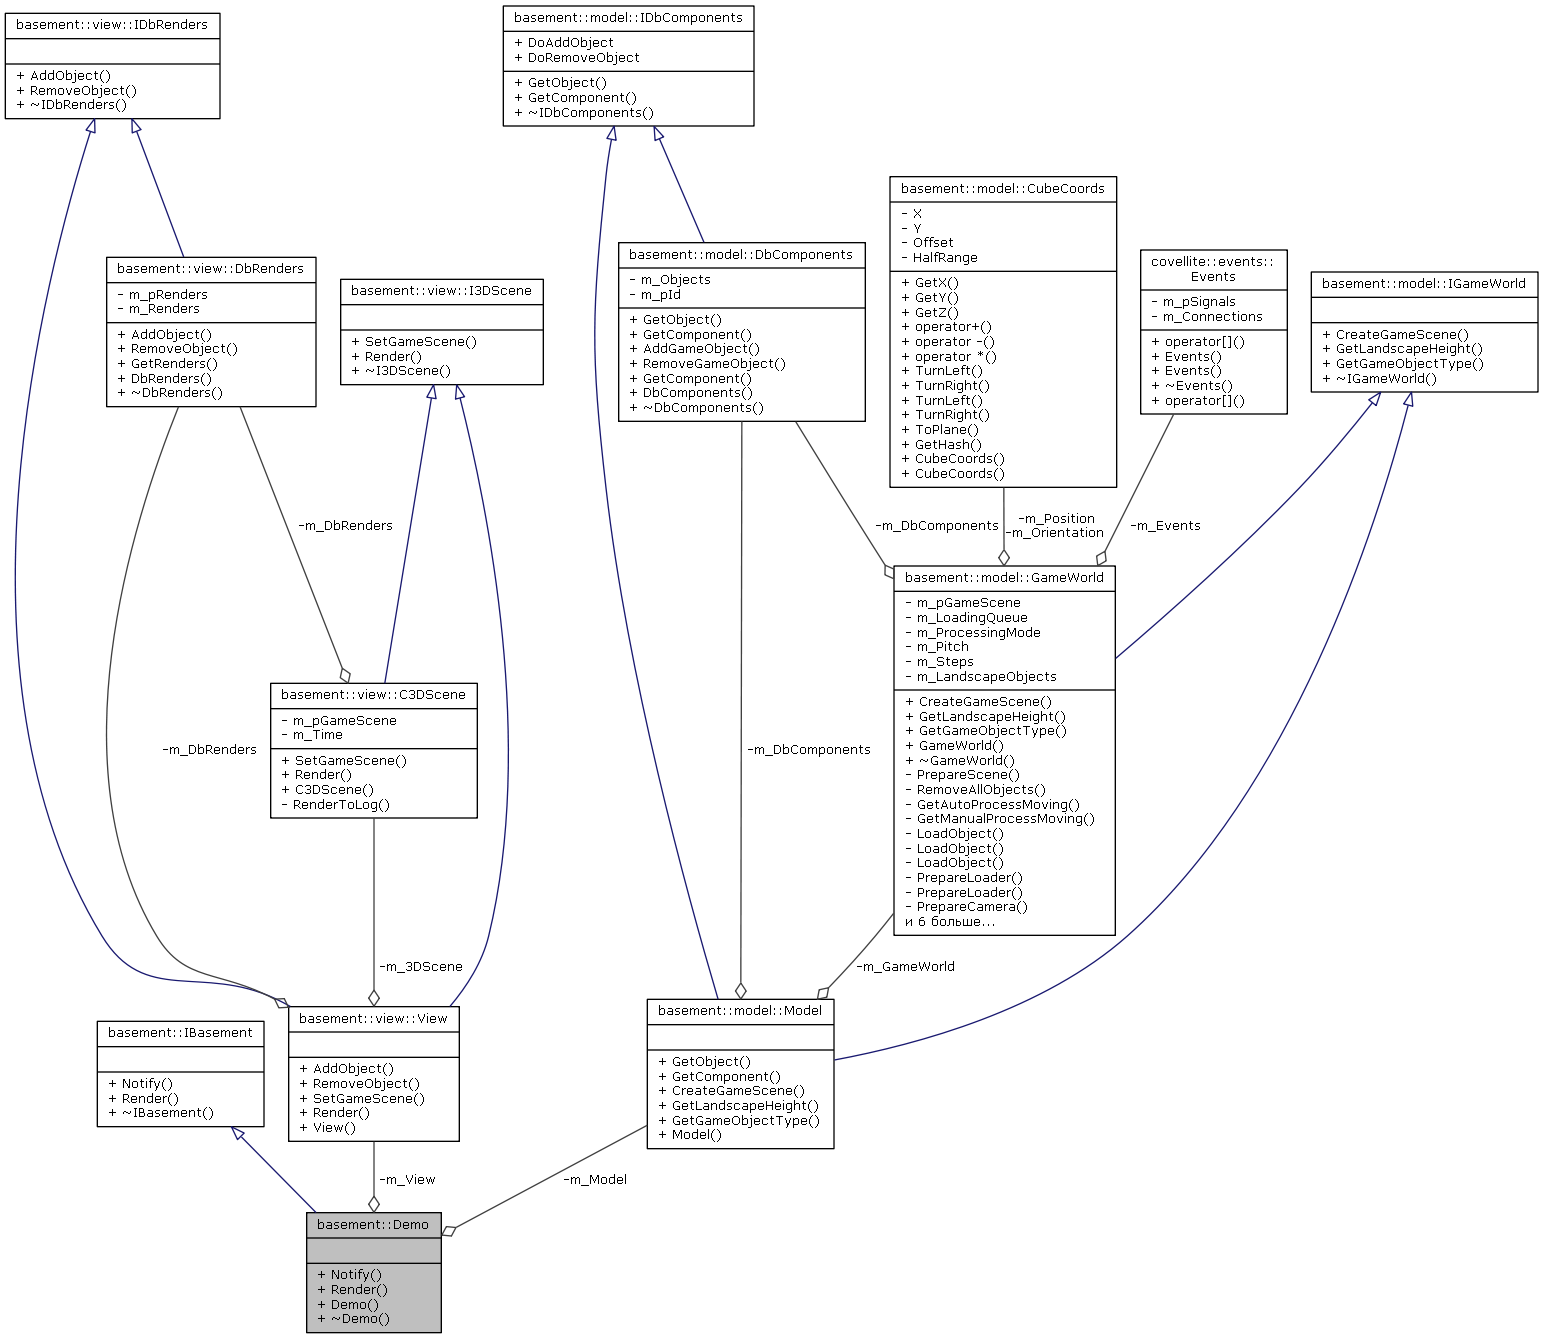 basement::view::IDbRenders
+ AddObject()
+ RemoveObject()
+ ~IDbRenders()
basement::model::IDbComponents
+ DoAddObject
+ DoRemoveObject
+ GetObject()
+ GetComponent()
+ ~IDbComponents()
basement::model::CubeCoords
- X
- Y
- Offset
- HalfRange
+ GetX()
+ GetY()
+ GetZ()
+ operator+()
+ operator -()
+ operator *()
+ TurnLeft()
+ TurnRight()
+ TurnLeft()
+ TurnRight()
+ ToPlane()
+ GetHash()
+ CubeCoords()
+ CubeCoords()
basement::view::DbRenders
- m_pRenders
- m_Renders
+ AddObject()
+ RemoveObject()
+ GetRenders()
+ DbRenders()
+ ~DbRenders()
basement::view::I3DScene
+ SetGameScene()
+ Render()
+ ~I3DScene()
basement::model::DbComponents
- m_Objects
- m_pId
+ GetObject()
+ GetComponent()
+ AddGameObject()
+ RemoveGameObject()
+ GetComponent()
+ DbComponents()
+ ~DbComponents()
covellite::events::
Events
- m_pSignals
- m_Connections
+ operator[]()
+ Events()
+ Events()
+ ~Events()
+ operator[]()
basement::model::IGameWorld
+ CreateGameScene()
+ GetLandscapeHeight()
+ GetGameObjectType()
+ ~IGameWorld()
-m_DbRenders
-m_DbComponents
-m_Position
-m_Orientation
-m_Events
basement::model::GameWorld
- m_pGameScene
- m_LoadingQueue
- m_ProcessingMode
- m_Pitch
- m_Steps
- m_LandscapeObjects
+ CreateGameScene()
+ GetLandscapeHeight()
+ GetGameObjectType()
+ GameWorld()
+ ~GameWorld()
- PrepareScene()
- RemoveAllObjects()
- GetAutoProcessMoving()
- GetManualProcessMoving()
- LoadObject()
- LoadObject()
- LoadObject()
- PrepareLoader()
- PrepareLoader()
- PrepareCamera()
и 6 больше...
basement::view::C3DScene
- m_pGameScene
- m_Time
+ SetGameScene()
+ Render()
+ C3DScene()
- RenderToLog()
-m_DbRenders
-m_DbComponents
-m_3DScene
-m_GameWorld
basement::IBasement
+ Notify()
+ Render()
+ ~IBasement()
basement::view::View
+ AddObject()
+ RemoveObject()
+ SetGameScene()
+ Render()
+ View()
basement::model::Model
+ GetObject()
+ GetComponent()
+ CreateGameScene()
+ GetLandscapeHeight()
+ GetGameObjectType()
+ Model()
-m_View
-m_Model
basement::Demo
+ Notify()
+ Render()
+ Demo()
+ ~Demo()